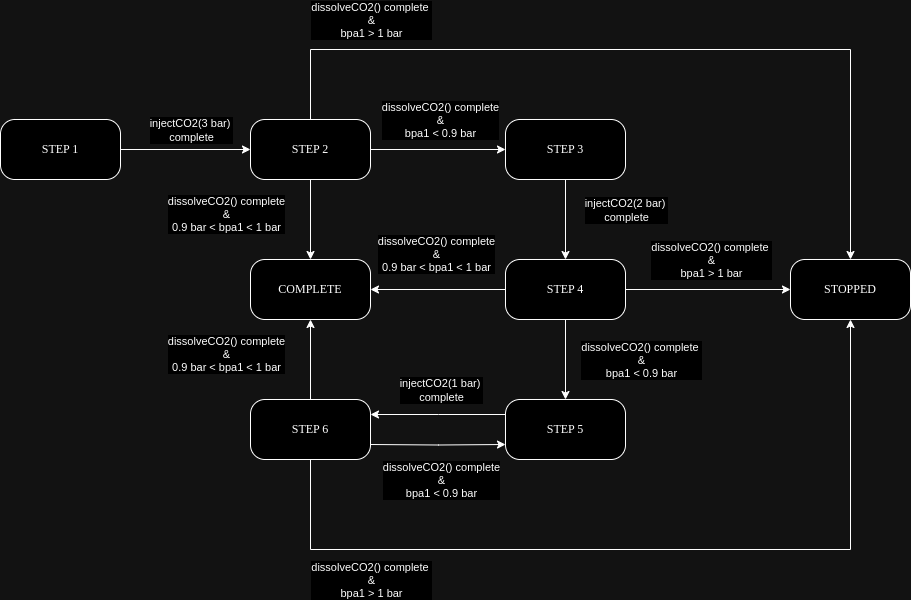 dissolveCO2() complete
&
bpa1 > 1 bar
dissolveCO2() complete
&
bpa1 < 0.9 bar
injectCO2(3 bar)
complete
STEP 1
STEP 2
STEP 3
dissolveCO2() complete
&
0.9 bar < bpa1 < 1 bar
injectCO2(2 bar)
complete
dissolveCO2() complete
&
0.9 bar < bpa1 < 1 bar
dissolveCO2() complete
&
bpa1 > 1 bar
COMPLETE
STEP 4
STOPPED
dissolveCO2() complete
&
0.9 bar < bpa1 < 1 bar
dissolveCO2() complete
&
bpa1 < 0.9 bar
injectCO2(1 bar)
complete
STEP 6
STEP 5
dissolveCO2() complete
&
bpa1 < 0.9 bar
dissolveCO2() complete
&
bpa1 > 1 bar